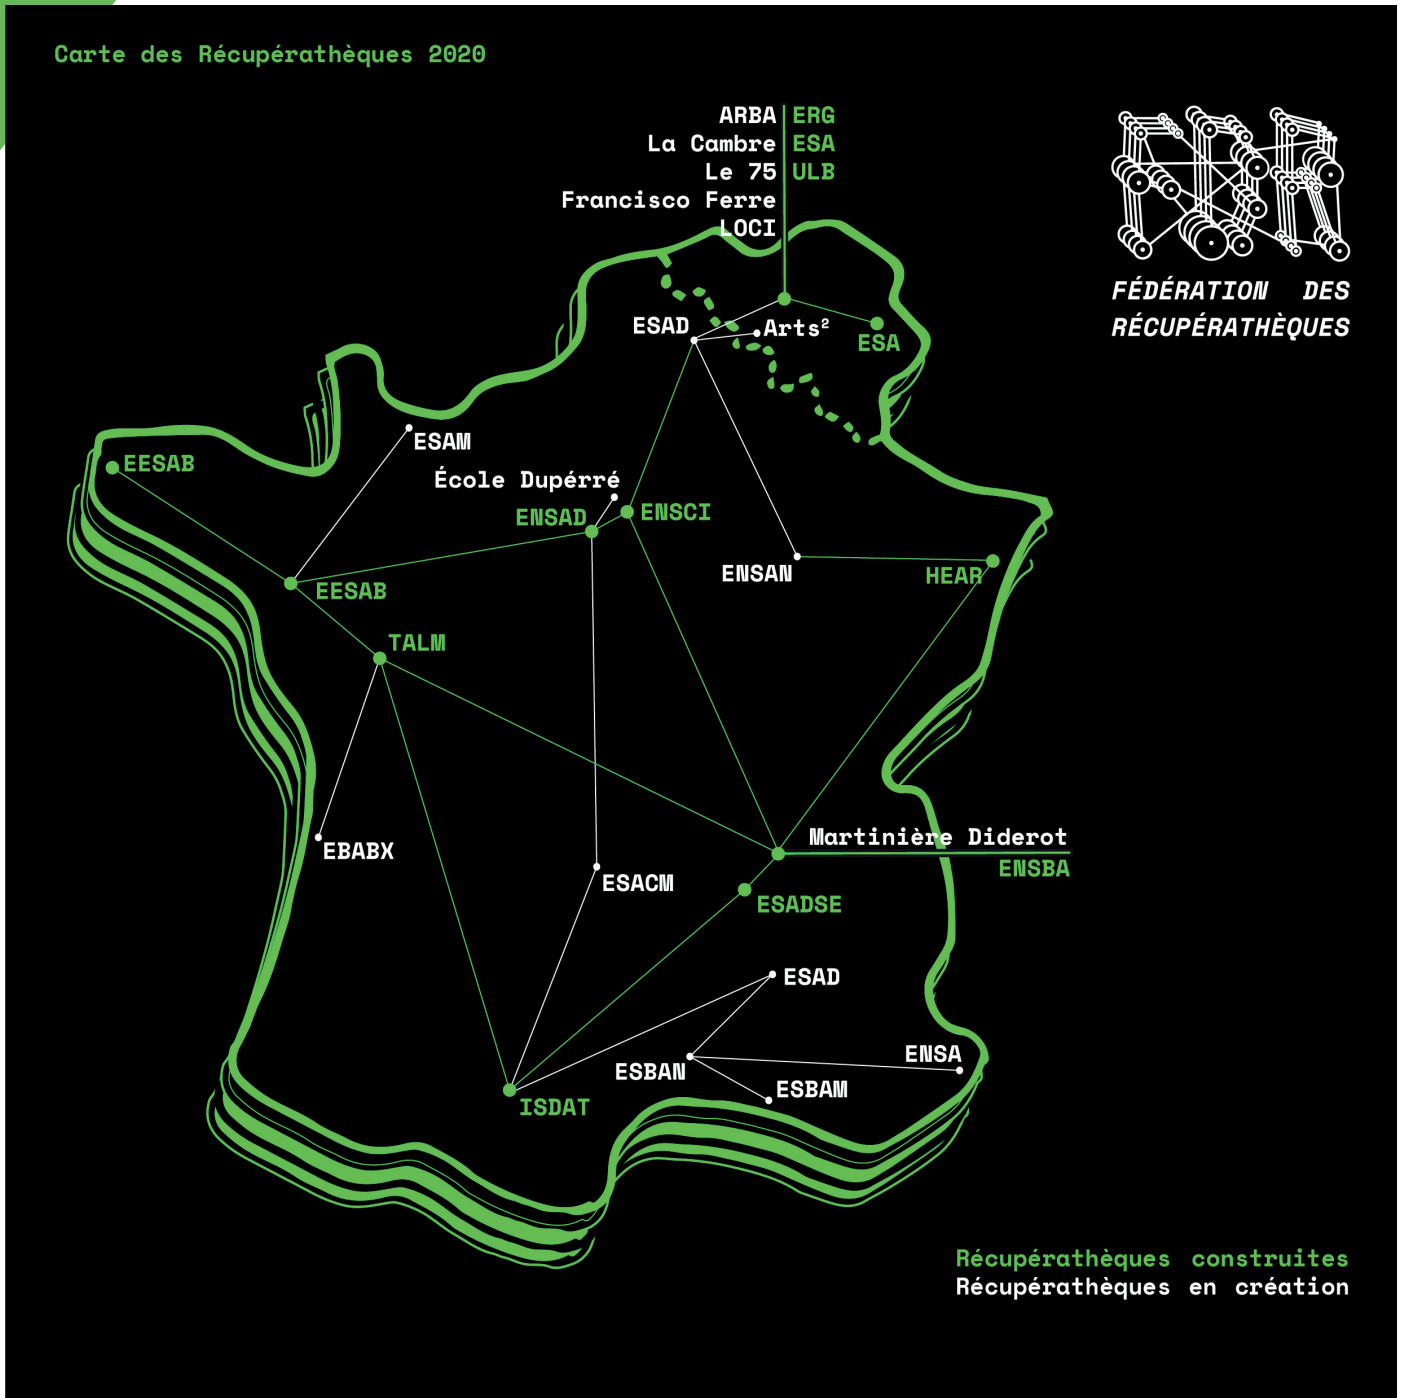 Carte des Récupérathèques 2020
ARBA ERG
La Cambre ESA
Le 75 ULB
Francisco Ferre
LOCI
FÉDÉRATION DES
RÉCUPÉRATHÈQUES
ESAD
Arts²
ESA
ESAM
EESAB
École Dupérré
ENSAD
ENSCI
ENSAN
HEAR
EESAB
TALM
Martinière Diderot
ENSBA
EBABX
ESACM
ESADSE
ESAD
ENSA
ESBAN
ESBAM
ISDAT
Récupérathèques construites
Récupérathèques en création